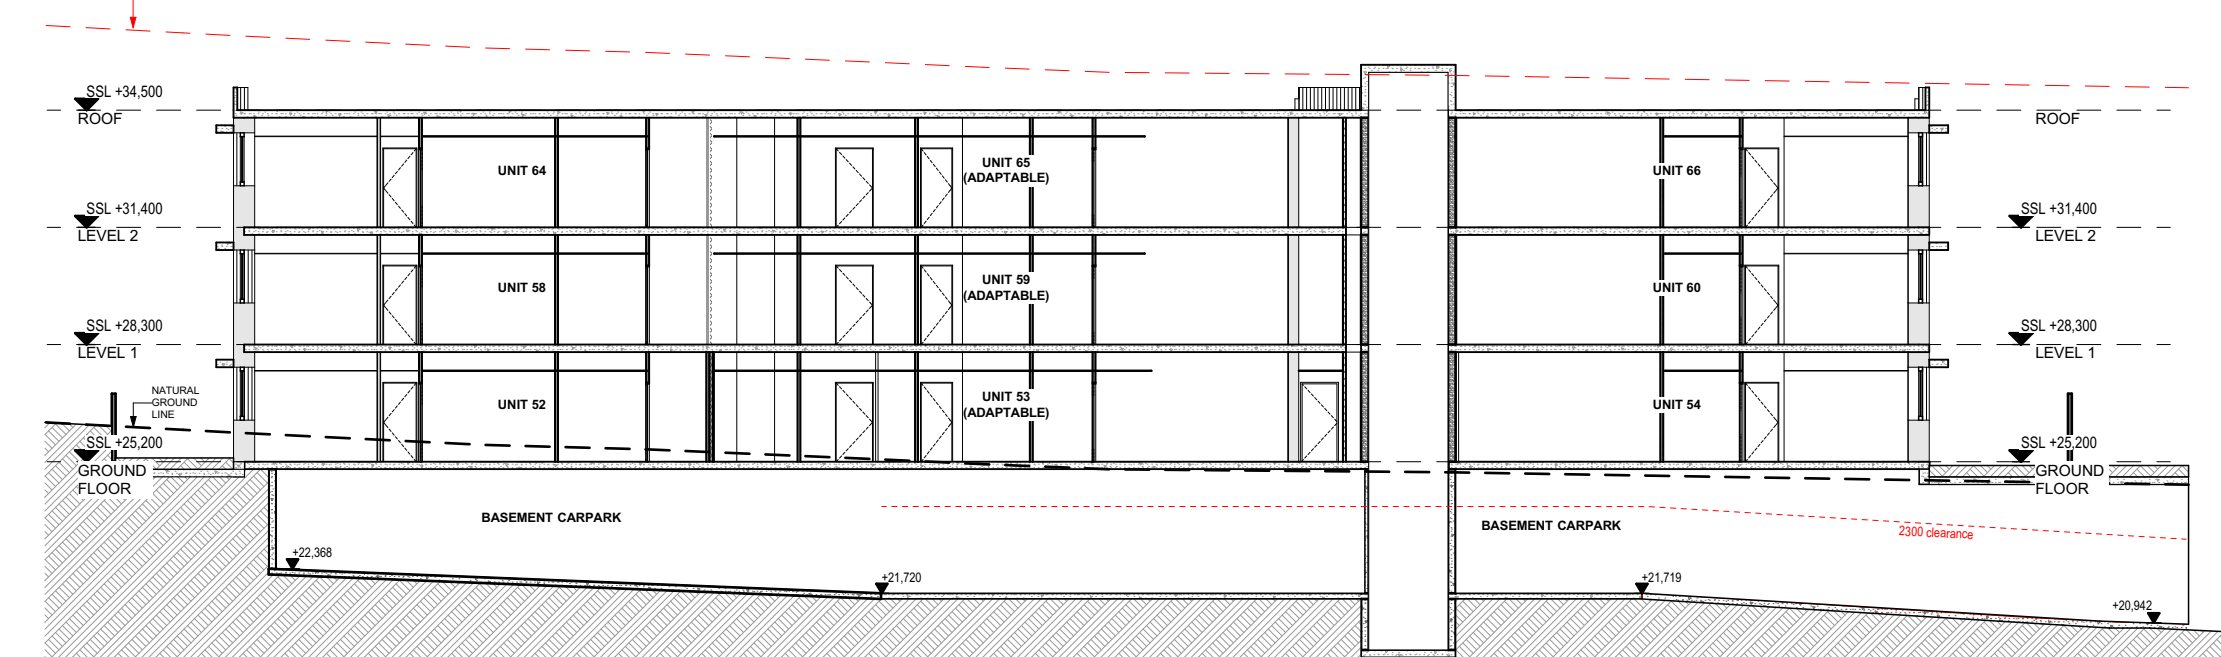 SSL +34,500
ROOF
ROOF
UNIT 64
UNIT 65
(ADAPTABLE)
UNIT 66
SSL +31,400
LEVEL 2
SSL +31,400
LEVEL 2
UNIT 58
UNIT 59
(ADAPTABLE)
UNIT 60
SSL +28,300
LEVEL 1
SSL +28,300
LEVEL 1
NATURAL
GROUND
LINE
UNIT 52
UNIT 53
(ADAPTABLE)
UNIT 54
SSL +25,200
GROUND
FLOOR
SSL +25,200
GROUND
FLOOR
BASEMENT CARPARK
BASEMENT CARPARK
2300 clearance
+22,368
+21,720
+21,719
+20,942